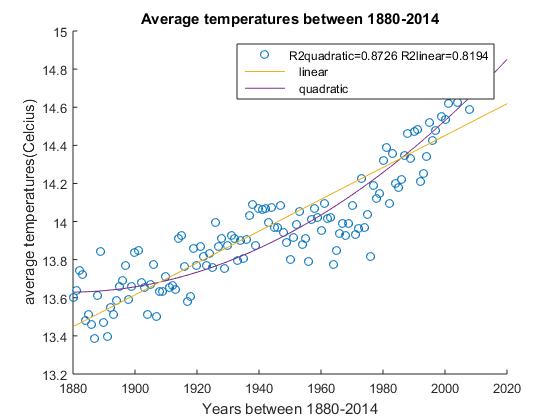 Average temperatures between 1880-2014
R2quadratic=0.8726 R2linear=0.8194
linear
quadratic
average temperatures(Celcius)
15
14.8
14.6
14.4
14.2
14
13.8
13.6
13.4
13.2
1880 1900 1920 1940 1960 1980 2000 2020
Years between 1880-2014